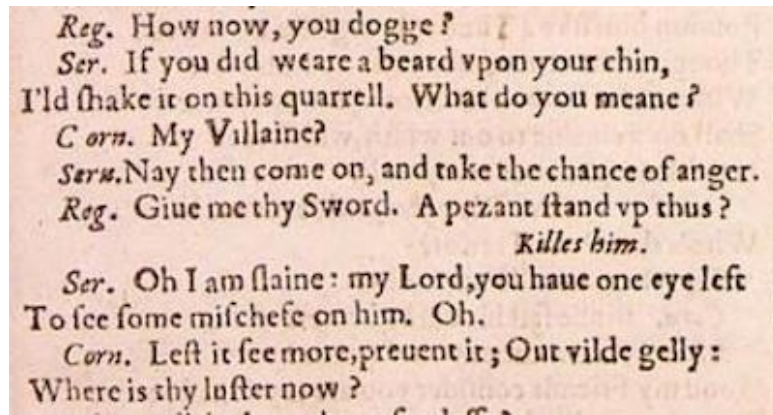 Reg. How now, you dogge?
Ser. If you did weare a beard vpon your chin,
I'ld ſhake it on this quarrell. What do you meane?
Corn. My Villaine?
Seru. Nay then come on, and take the chance of anger.
Reg. Giue me thy Sword. A pezant ſtand vp thus?
Killes him.
Ser. Oh I am ſlaine: my Lord, you haue one eye left
To ſee ſome miſchefe on him. Oh.
Corn. Leſt it ſee more, preuent it; Out vilde gelly:
Where is thy luſter now?